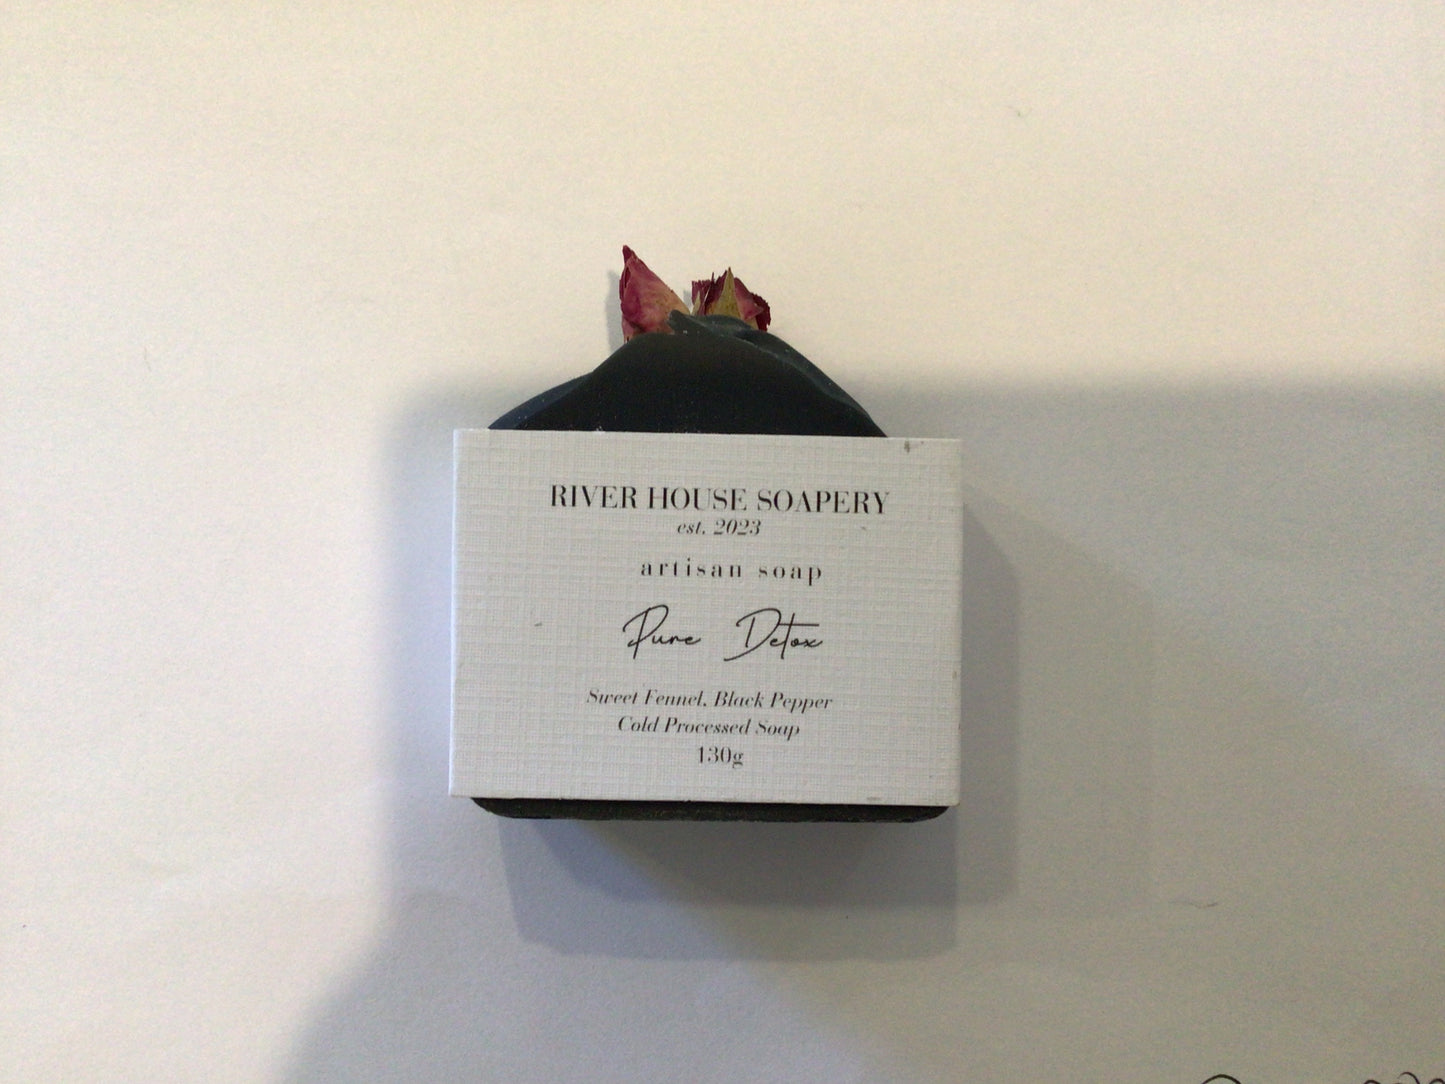 RIVER HOUSE SOAPERY
est. 2023
artisan soap
Pure Detox
Sweet Fennel, Black Pepper
Cold Processed Soap
130g